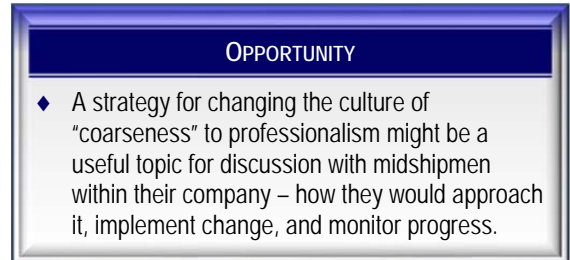 OPPORTUNITY
♦ A strategy for changing the culture of
"coarseness" to professionalism might be a
useful topic for discussion with midshipmen
within their company – how they would approach
it, implement change, and monitor progress.